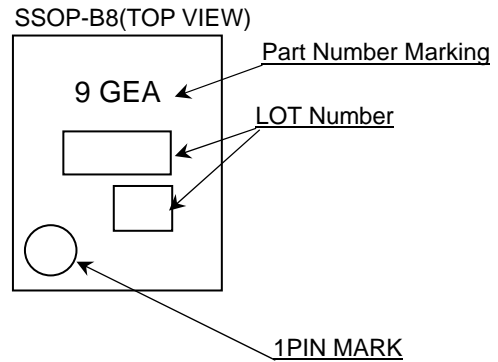 SSOP-B8(TOP VIEW)
Part Number Marking
9 GEA
LOT Number
1PIN MARK